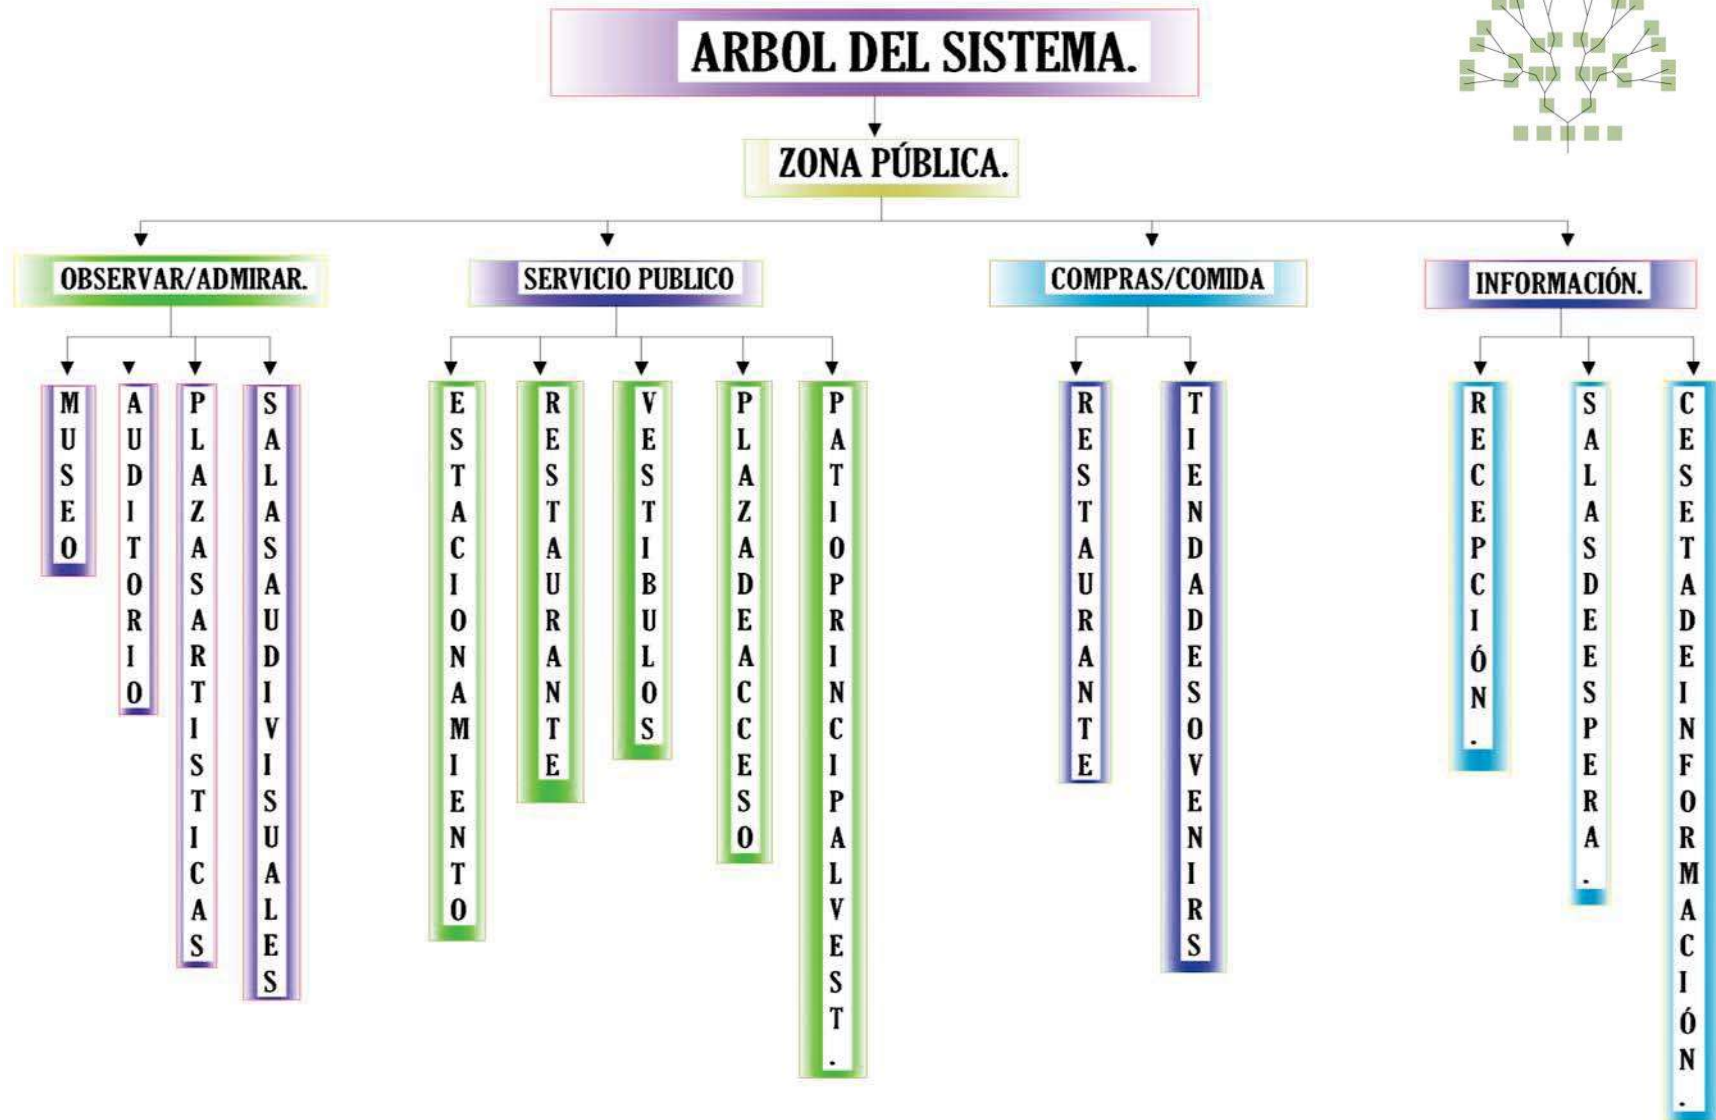 ARBOL DEL SISTEMA.
ZONA PÚBLICA.
OBSERVAR/ADMIRAR.
SERVICIO PUBLICO
COMPRAS/COMIDA
INFORMACIÓN.
MUSEO
AUDITORIO
PLAZASARTISTICAS
SALASAUDIVISUALES
ESTACIONAMIENTO
RESTAURANTE
VESTIBULOS
PLAZADEACCESO
PATIOPRINCIPALVEST.
RESTAURANTE
TIENDADESOVENIRS
RECEPCIÓN.
SALASDEESPERA.
CESETADEINFORMACIÓN.